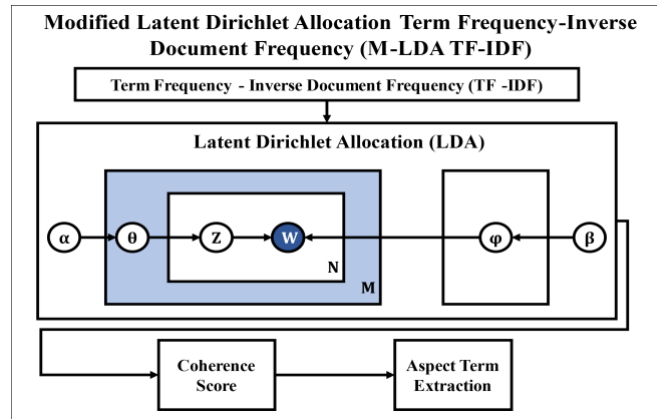 Modified Latent Dirichlet Allocation Term Frequency-Inverse
Document Frequency (M-LDA TF-IDF)
Term Frequency - Inverse Document Frequency (TF -IDF)
Latent Dirichlet Allocation (LDA)
α θ Z W φ β
N
M
Coherence
Score
Aspect Term
Extraction